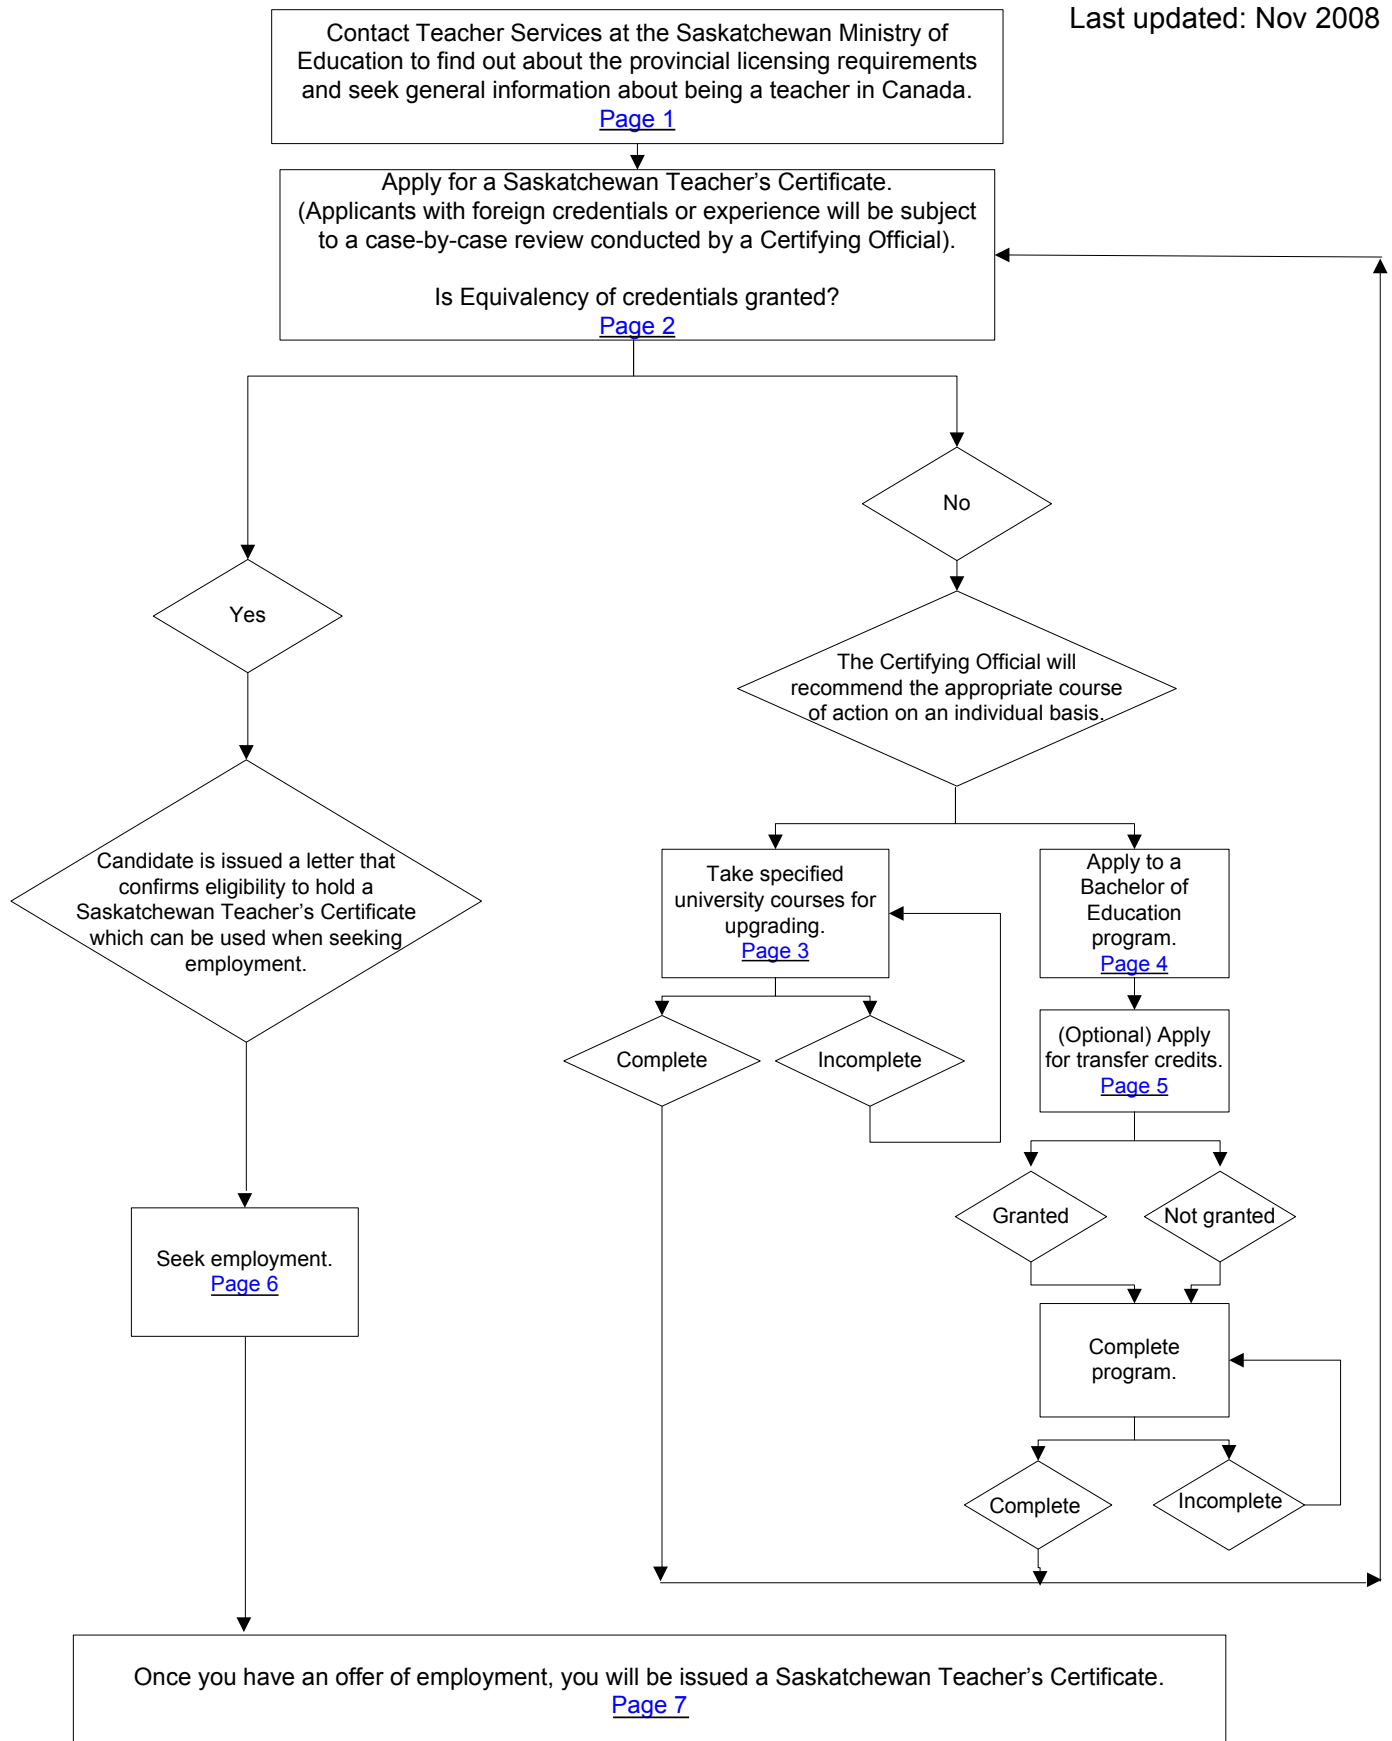 Last updated: Nov 2008
Contact Teacher Services at the Saskatchewan Ministry of
Education to find out about the provincial licensing requirements
and seek general information about being a teacher in Canada.
Page 1
Apply for a Saskatchewan Teacher’s Certificate.
(Applicants with foreign credentials or experience will be subject
to a case-by-case review conducted by a Certifying Official).
Is Equivalency of credentials granted?
Page 2
No
Yes
The Certifying Official will
recommend the appropriate course
of action on an individual basis.
Candidate is issued a letter that
confirms eligibility to hold a
Saskatchewan Teacher’s Certificate
which can be used when seeking
employment.
Take specified
university courses for
upgrading.
Page 3
Apply to a
Bachelor of
Education
program.
Page 4
Complete
Incomplete
(Optional) Apply
for transfer credits.
Page 5
Granted
Not granted
Seek employment.
Page 6
Complete
program.
Complete
Incomplete
Once you have an offer of employment, you will be issued a Saskatchewan Teacher’s Certificate.
Page 7